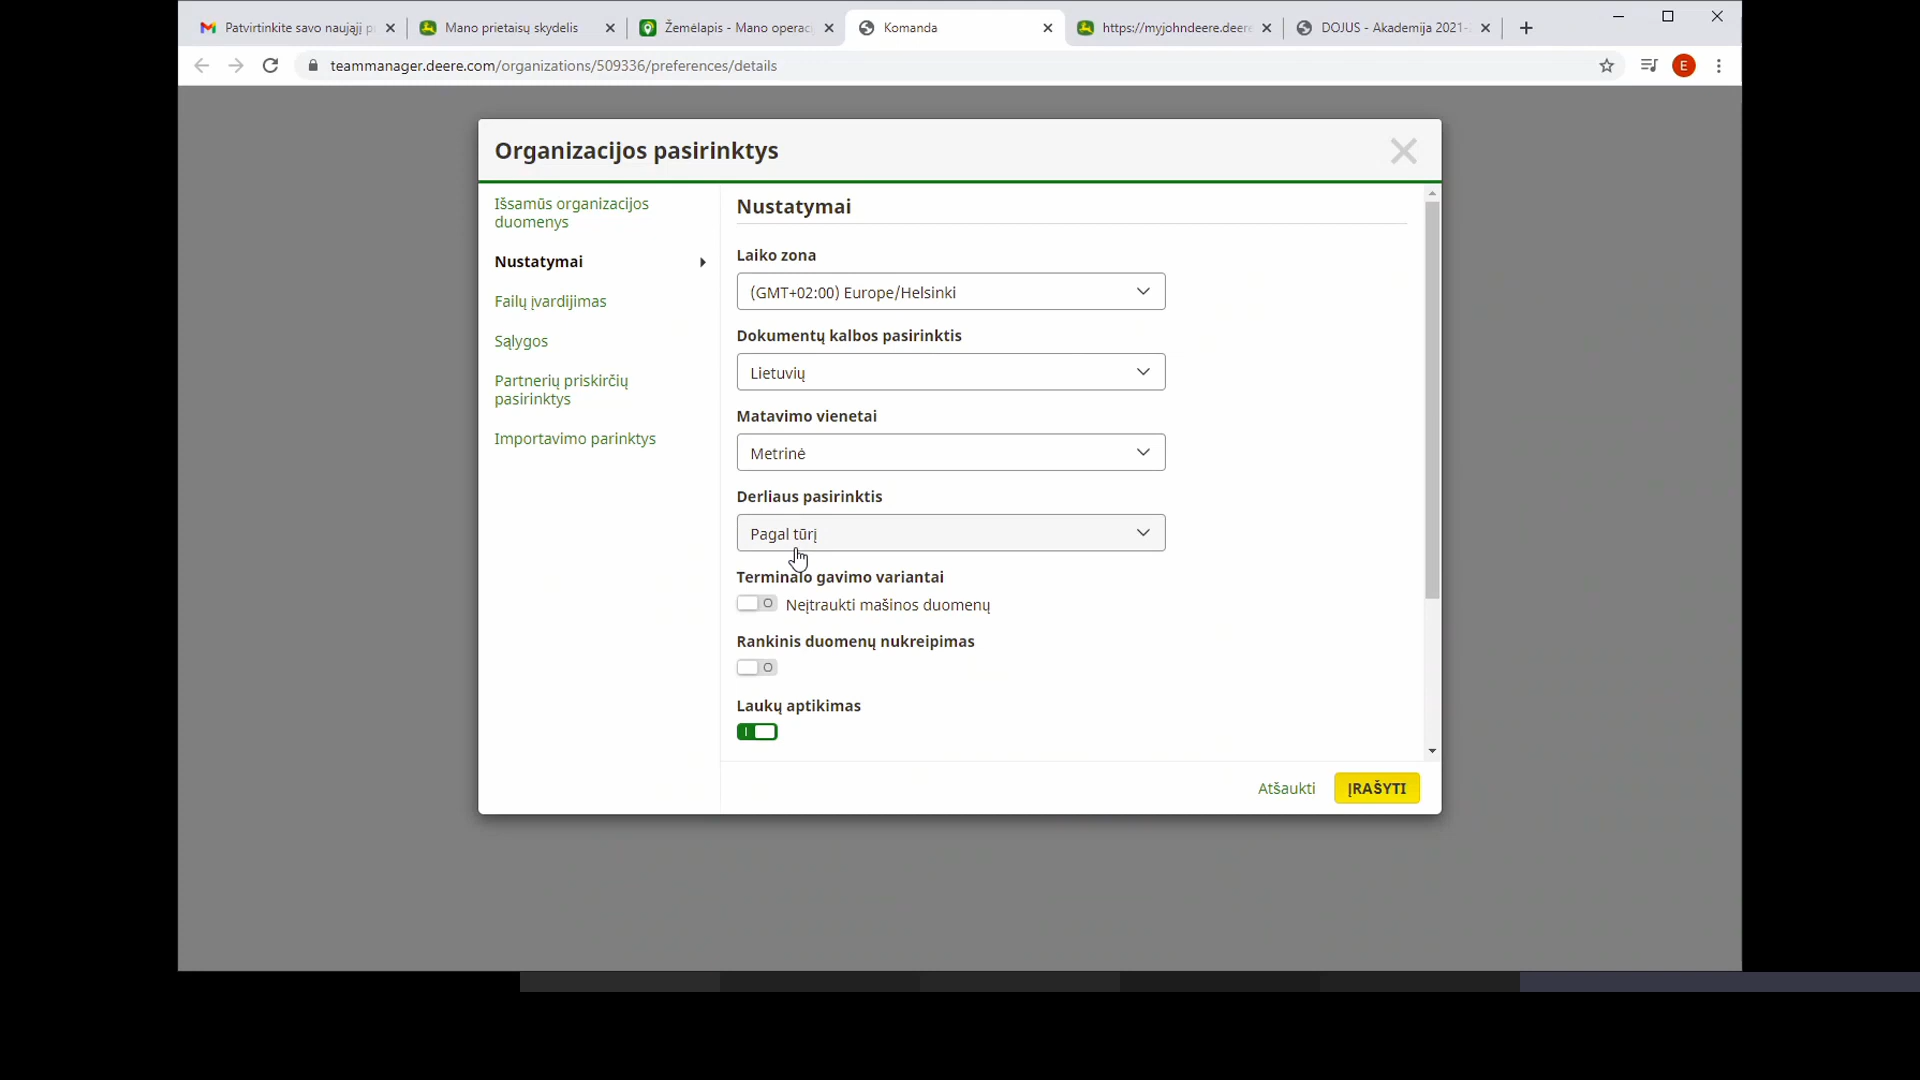 Patvirtinkite savo naująjį p
Mano prietaisų skydelis
Žemėlapis - Mano operaci
Komanda
https://myjohndeere.deere
DOJUS - Akademija 2021-
teammanager.deere.com/organizations/509336/preferences/details
E
Organizacijos pasirinktys
Išsamūs organizacijos
duomenys
Nustatymai
Failų įvardijimas
Sąlygos
Partnerių priskirčių
pasirinktys
Importavimo parinktys
Nustatymai
Laiko zona
(GMT+02:00) Europe/Helsinki
Dokumentų kalbos pasirinktis
Lietuvių
Matavimo vienetai
Metrinė
Derliaus pasirinktis
Pagal tūrį
Terminalo gavimo variantai
Neįtraukti mašinos duomenų
Rankinis duomenų nukreipimas
Laukų aptikimas
Atšaukti
ĮRAŠYTI